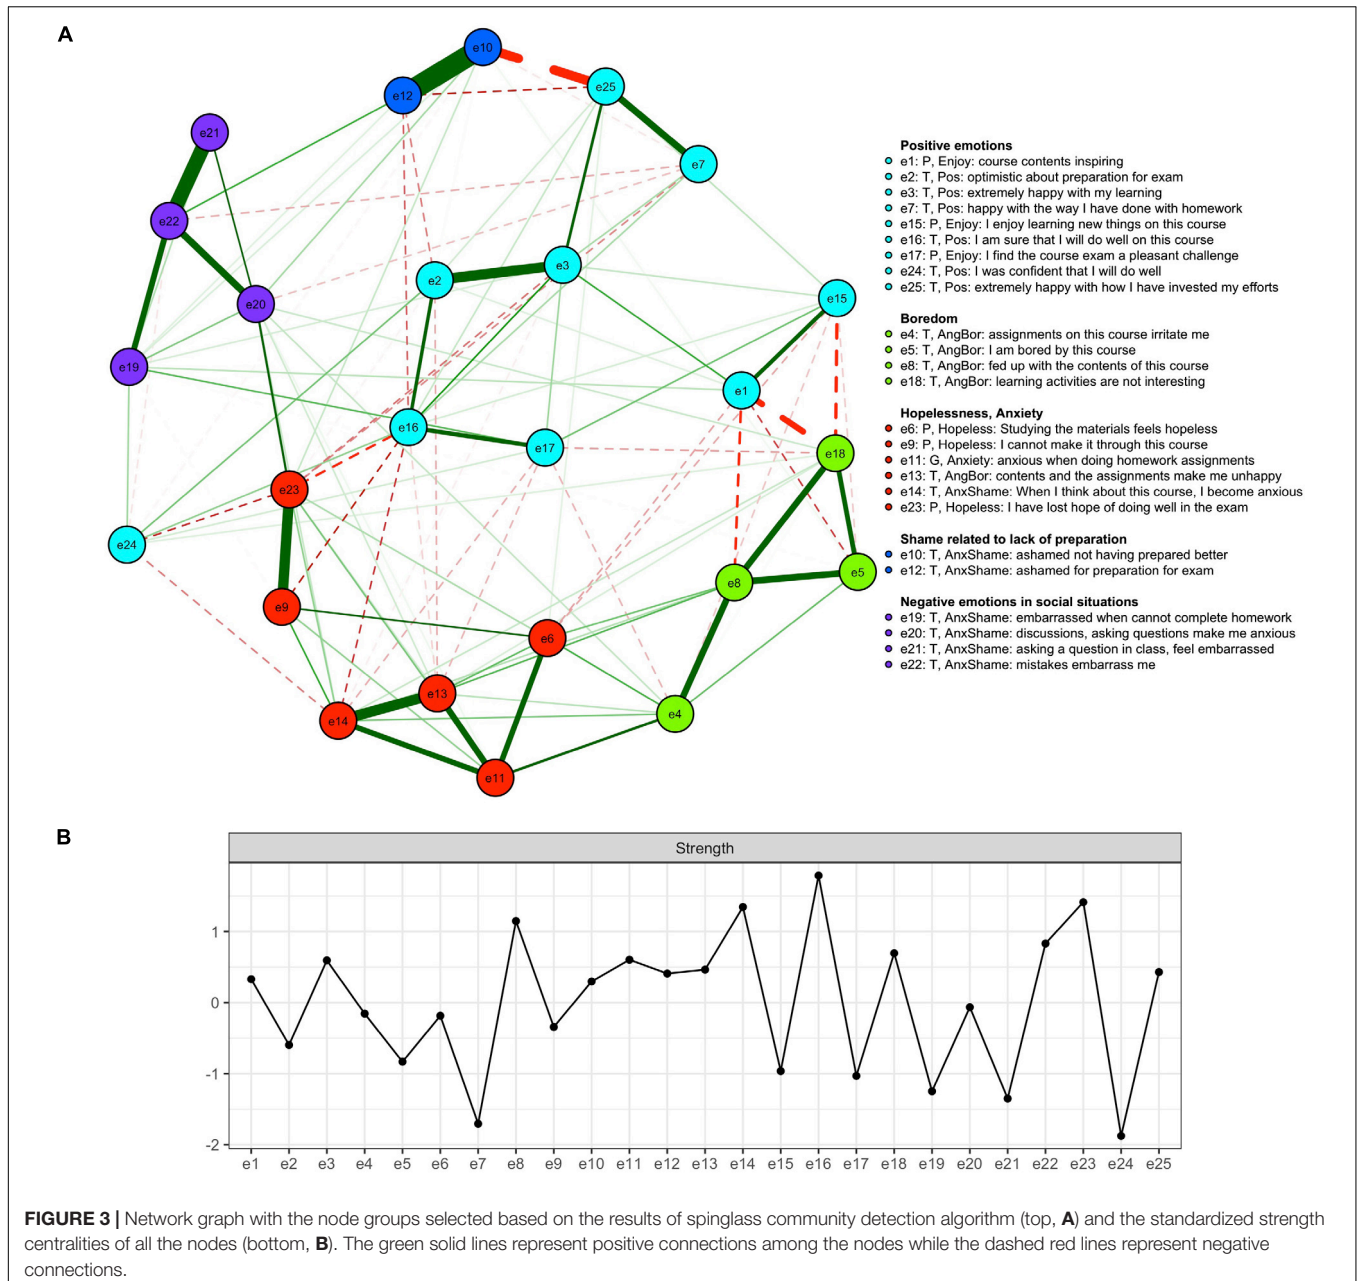 A
e10
e12
e25
e21
e7
e22
e3
e2
e15
e20
e19
e1
e16
e17
e18
e23
e24
e5
e8
e9
e6
e13
e4
e14
e11
Positive emotions
e1: P, Enjoy: course contents inspiring
e2: T, Pos: optimistic about preparation for exam
e3: T, Pos: extremely happy with my learning
e7: T, Pos: happy with the way I have done with homework
e15: P, Enjoy: I enjoy learning new things on this course
e16: T, Pos: I am sure that I will do well on this course
e17: P, Enjoy: I find the course exam a pleasant challenge
e24: T, Pos: I was confident that I will do well
e25: T, Pos: extremely happy with how I have invested my efforts
Boredom
e4: T, AngBor: assignments on this course irritate me
e5: T, AngBor: I am bored by this course
e8: T, AngBor: fed up with the contents of this course
e18: T, AngBor: learning activities are not interesting
Hopelessness, Anxiety
e6: P, Hopeless: Studying the materials feels hopeless
e9: P, Hopeless: I cannot make it through this course
e11: G, Anxiety: anxious when doing homework assignments
e13: T, AngBor: contents and the assignments make me unhappy
e14: T, AnxShame: When I think about this course, I become anxious
e23: P, Hopeless: I have lost hope of doing well in the exam
Shame related to lack of preparation
e10: T, AnxShame: ashamed not having prepared better
e12: T, AnxShame: ashamed for preparation for exam
Negative emotions in social situations
e19: T, AnxShame: embarrassed when cannot complete homework
e20: T, AnxShame: discussions, asking questions make me anxious
e21: T, AnxShame: asking a question in class, feel embarrassed
e22: T, AnxShame: mistakes embarrass me
B
Strength
1
0
-1
-2
e1 e2 e3 e4 e5 e6 e7 e8 e9 e10 e11 e12 e13 e14 e15 e16 e17 e18 e19 e20 e21 e22 e23 e24 e25
FIGURE 3 | Network graph with the node groups selected based on the results of spinglass community detection algorithm (top, A) and the standardized strength
centralities of all the nodes (bottom, B). The green solid lines represent positive connections among the nodes while the dashed red lines represent negative
connections.